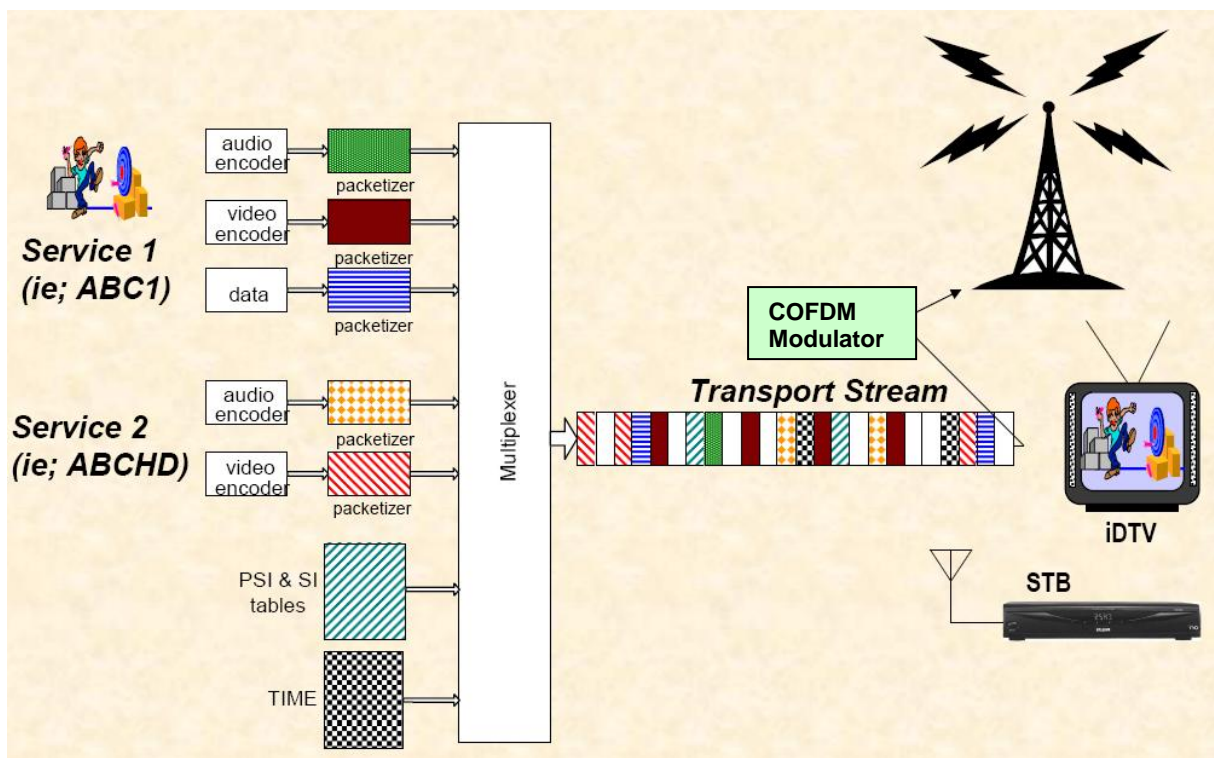 audio
encoder
packetizer
video
encoder
packetizer
Service 1
(ie; ABC1)
data
packetizer
audio
encoder
packetizer
Service 2
(ie; ABCHD)
video
encoder
packetizer
PSI & SI
tables
TIME
Multiplexer
Transport Stream
COFDM
Modulator
iDTV
STB